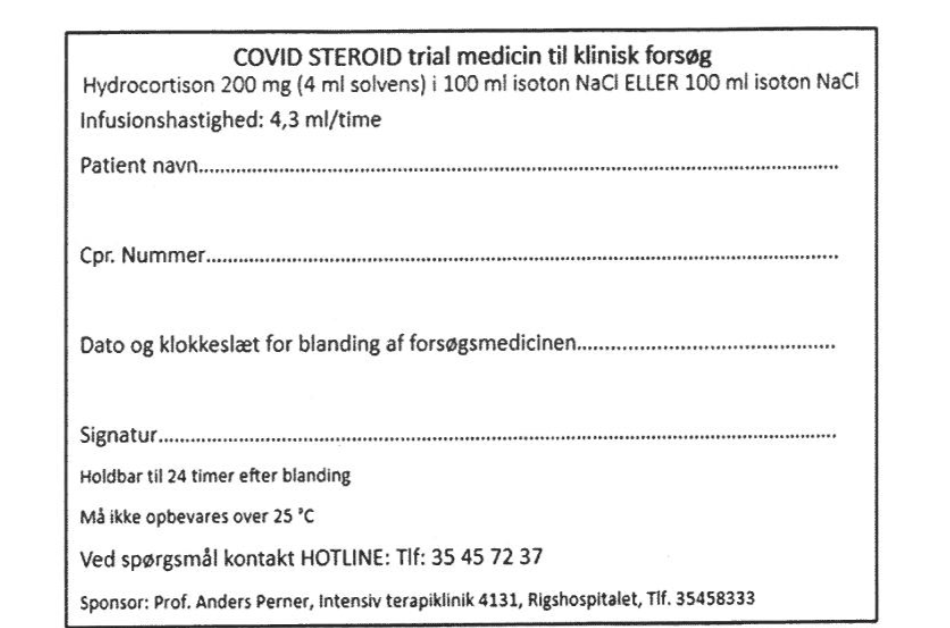 COVID STEROID trial medicin til klinisk forsøg
Hydrocortison 200 mg (4 ml solvens) i 100 ml isoton NaCl ELLER 100 ml isoton NaCl
Infusionshastighed: 4,3 ml/time
Patient navn................................................................................................
Cpr. Nummer...............................................................................................
Dato og klokkeslæt for blanding af forsøgsmedicinen.......................................
Signatur......................................................................................................
Holdbar til 24 timer efter blanding
Må ikke opbevares over 25 °C
Ved spørgsmål kontakt HOTLINE: Tlf: 35 45 72 37
Sponsor: Prof. Anders Perner, Intensiv terapiklinik 4131, Rigshospitalet, Tlf. 35458333